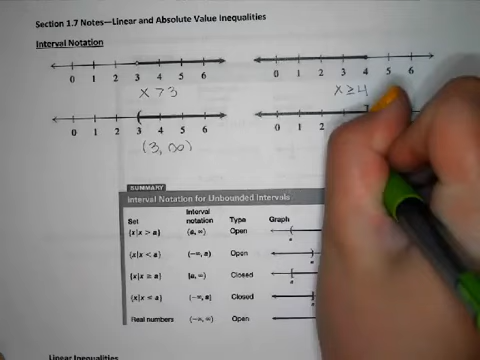 Section 1.7 Notes—Linear and Absolute Value Inequalities
Interval Notation
0 1 2 3 4 5 6
0 1 2 3 4 5 6
x > 3
x ≥ 4
0 1 2 3 4 5 6
0 1 2
(3, ∞)
SUMMARY
Interval Notation for Unbounded Intervals
Set Interval notation Type Graph
{x|x > a} (a, ∞) Open
a
{x|x < a} (-∞, a) Open
a
{x|x ≥ a} [a, ∞) Closed
a
{x|x ≤ a} (-∞, a] Closed
a
Real numbers (-∞, ∞) Open
Linear Inequalities